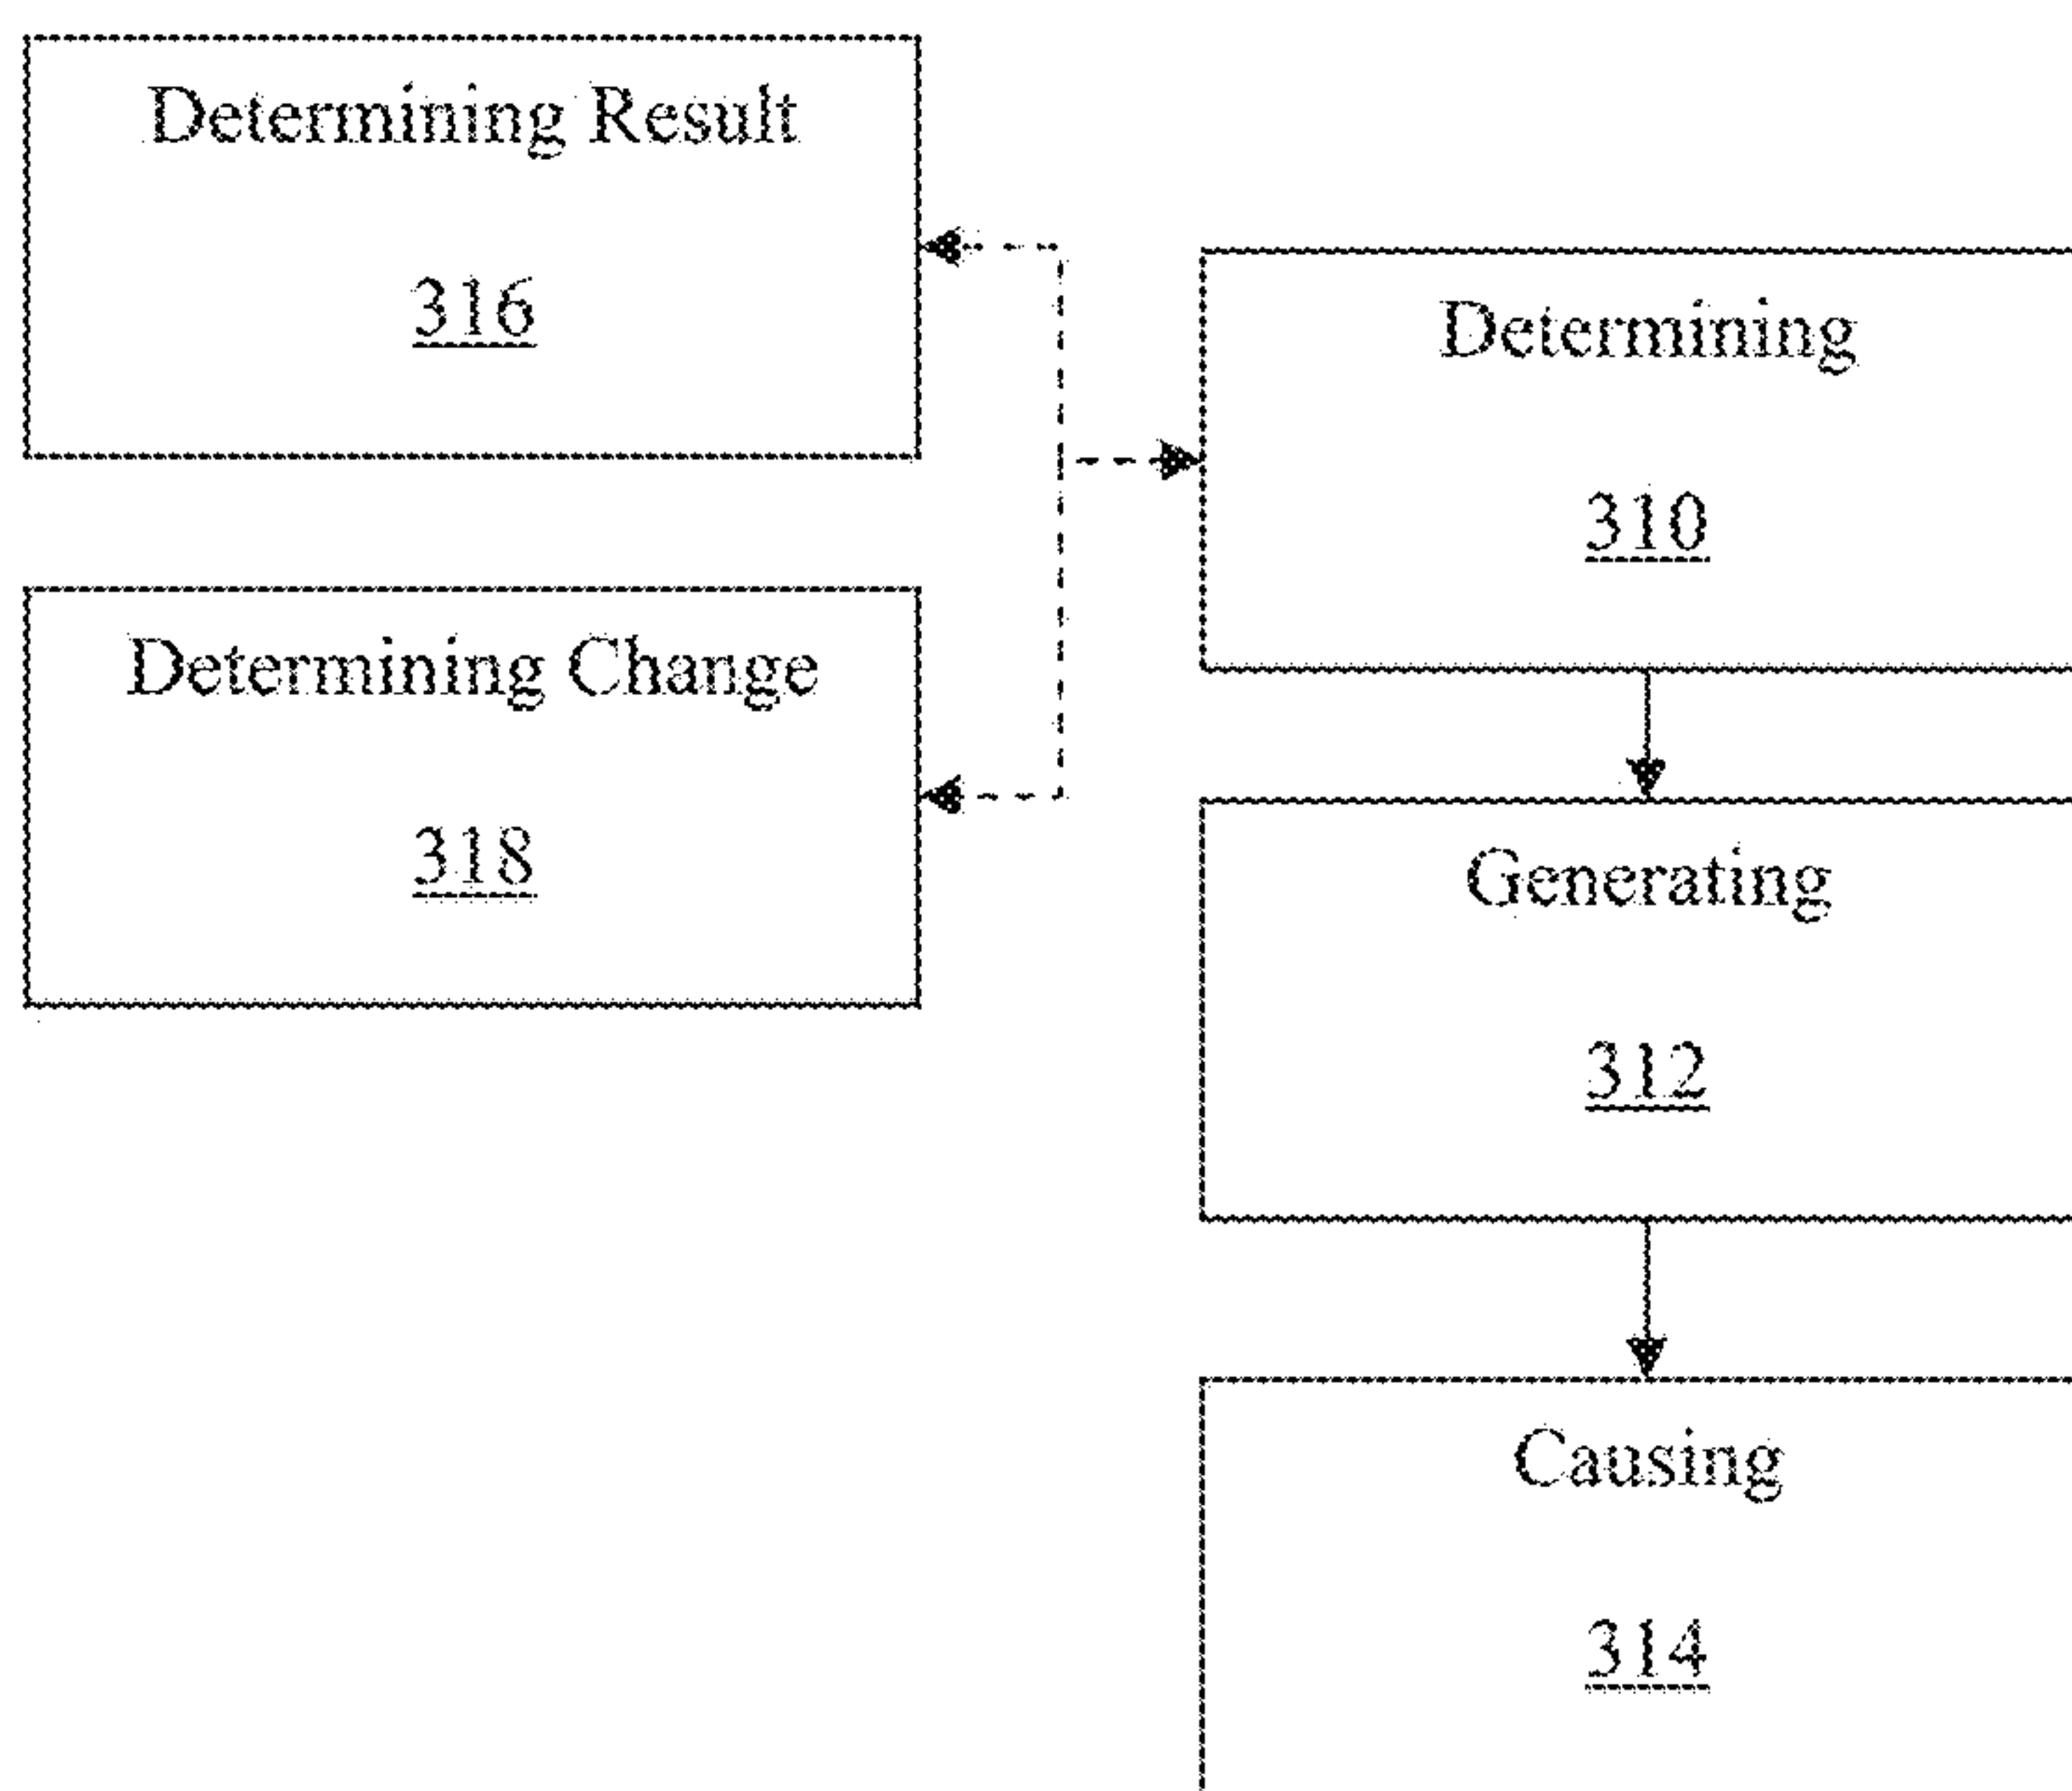 Determining Result
316
Determining Change
318
Determining
310
Generating
312
Causing
314